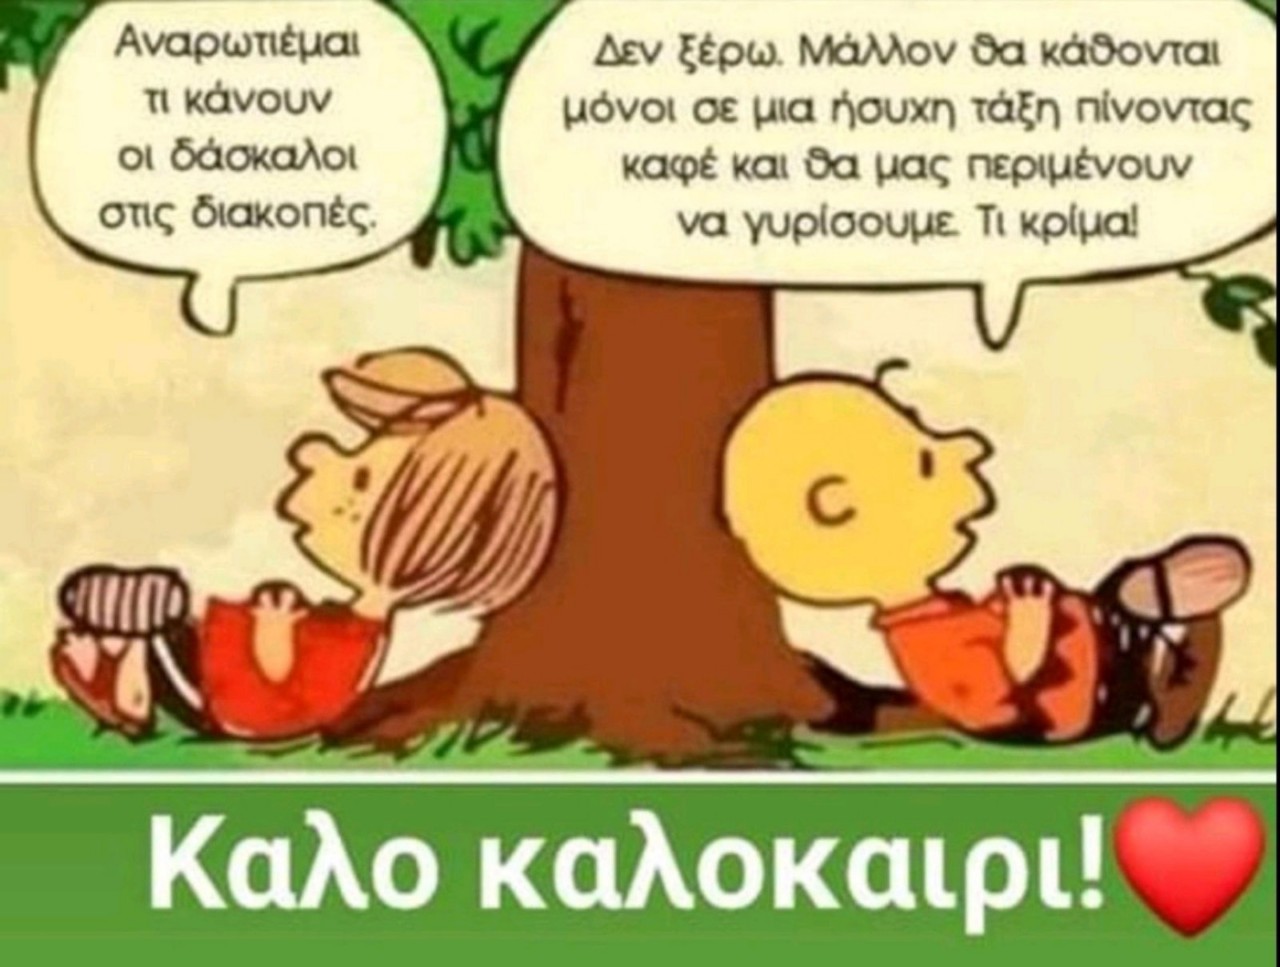 Αναρωτιέμαι
τι κάνουν
οι δάσκαλοι
στις διακοπές.
Δεν ξέρω. Μάλλον θα κάθονται
μόνοι σε μια ήσυχη τάξη πίνοντας
καφέ και θα μας περιμένουν
να γυρίσουμε. Τι κρίμα!
Καλο καλοκαιρι!❤️